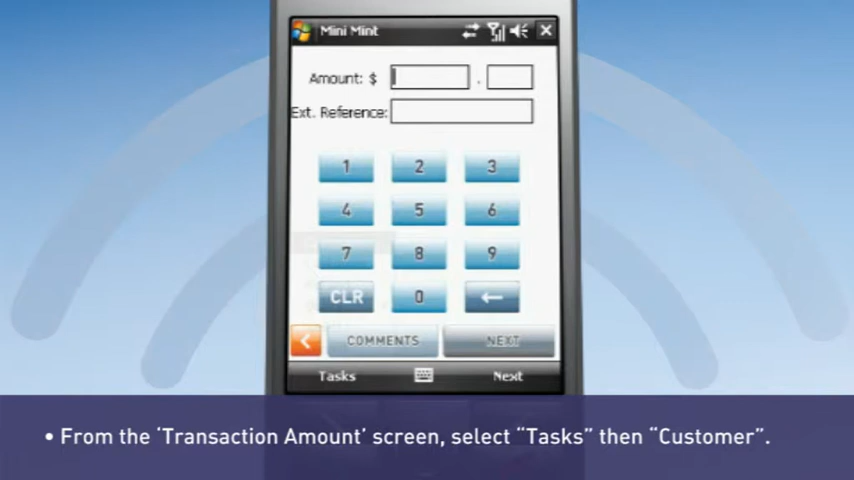 Mini Mint
Amount: $ .
Ext. Reference:
1 2 3
4 5 6
7 8 9
CLR 0
COMMENTS NEXT
Tasks Next
• From the ‘Transaction Amount’ screen, select “Tasks” then “Customer”.